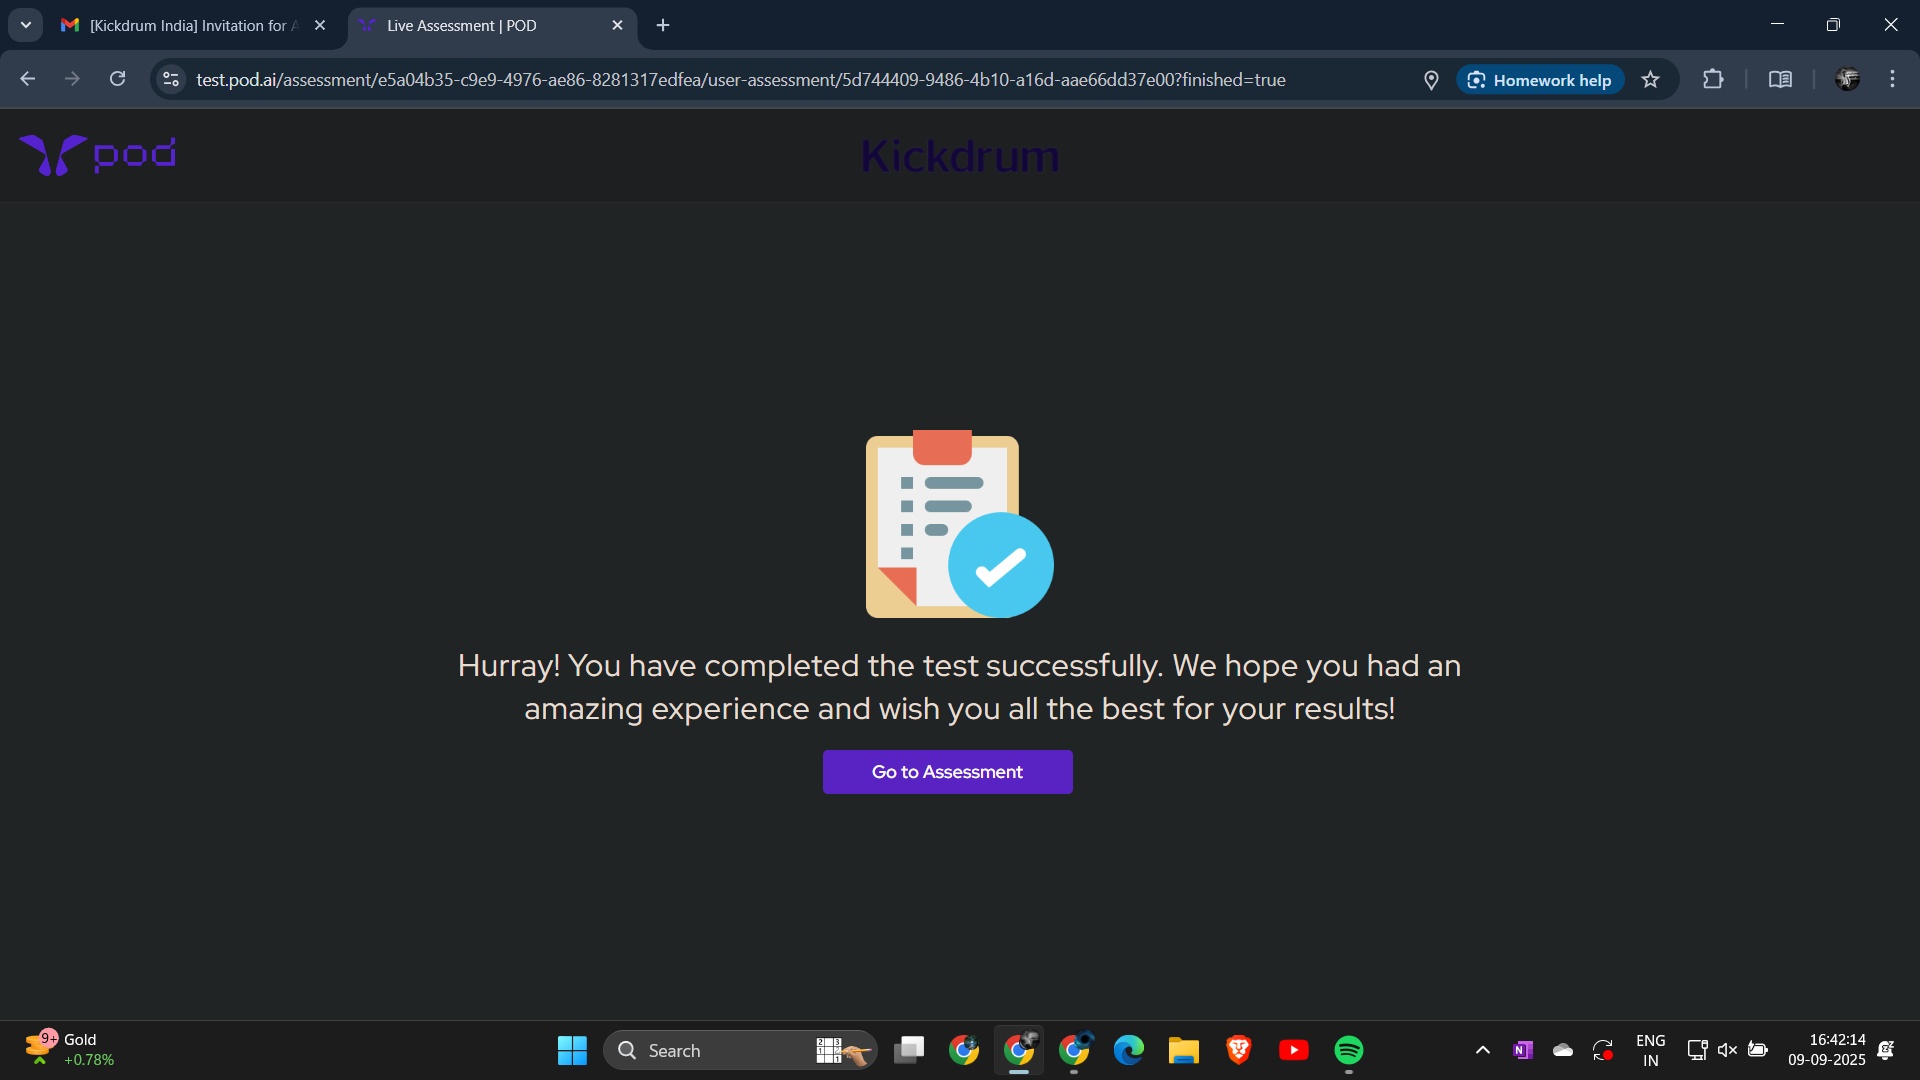 [Kickdrum India] Invitation for A
Live Assessment | POD
test.pod.ai/assessment/e5a04b35-c9e9-4976-ae86-8281317edfea/user-assessment/5d744409-9486-4b10-a16d-aae66dd37e00?finished=true
Homework help
pod
Kickdrum
Hurray! You have completed the test successfully. We hope you had an
amazing experience and wish you all the best for your results!
Go to Assessment
9+
Gold
+0.78%
Search
ENG
IN
16:42:14
09-09-2025